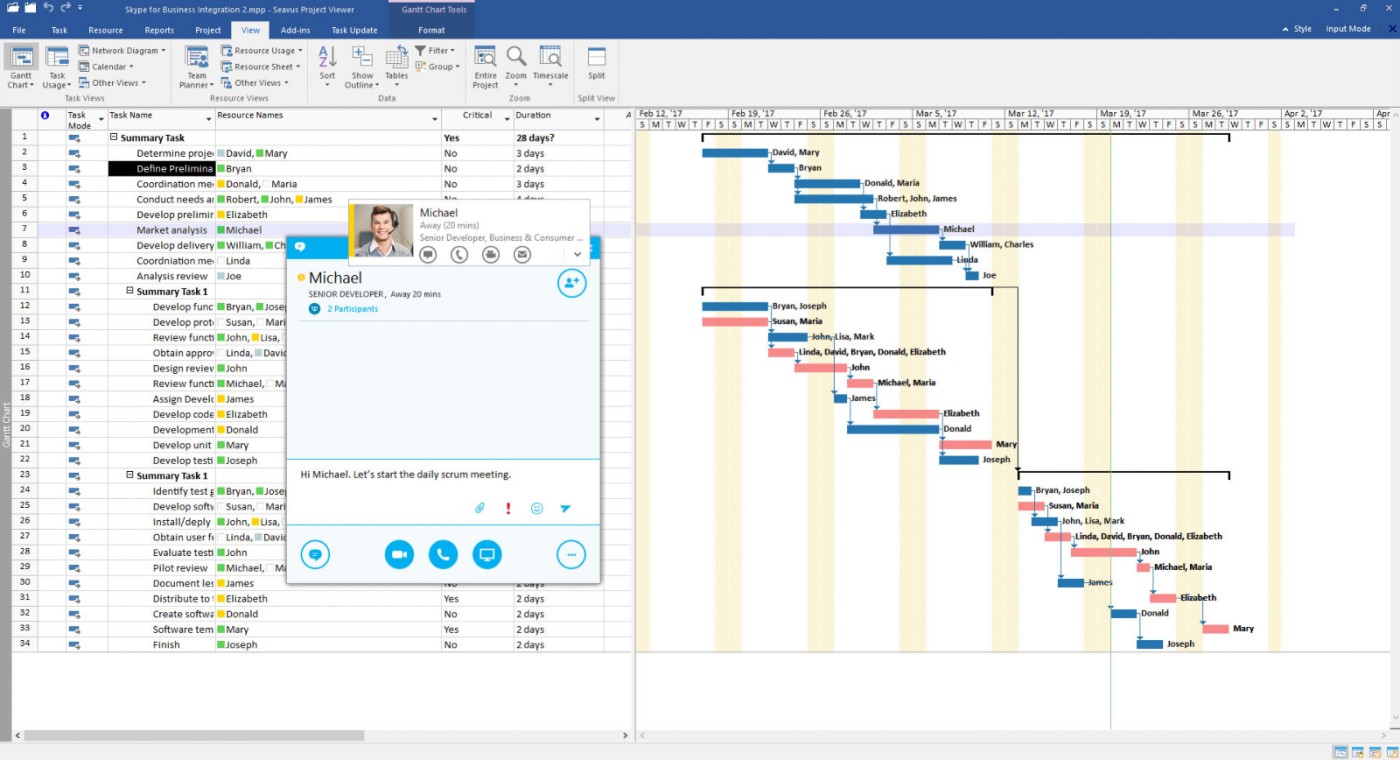 Skype for Business Integration 2.mpp - Seavus Project Viewer
Gantt Chart Tools
File Task Resource Reports Project View Add-ins Task Update Format Style Input Mode
Gantt Chart
Task Usage
Network Diagram
Calendar
Other Views
Task Views
Team Planner
Resource Usage
Resource Sheet
Other Views
Resource Views
Sort
Show Outline
Tables
Filter
Group
Data
Entire Project
Zoom
Timescale
Zoom
Split
Split View
Task Mode Task Name Resource Names Critical Duration
1 Summary Task Yes 28 days?
2 Determine proje David, Mary No 3 days
3 Define Prelimina Bryan No 2 days
4 Coordination me Donald, Maria No 3 days
5 Conduct needs a Robert, John, James
6 Develop prelimir Elizabeth
7 Market analysis Michael
8 Develop delivery William, Ch
9 Coordniation me Linda
10 Analysis review Joe
11 Summary Task 1
12 Develop func Bryan, Josep
13 Develop prot Susan, Mari
14 Review functi John, Lisa,
15 Obtain appro Linda, David
16 Design review John
17 Review functi Michael, Ma
18 Assign Develo James
19 Develop code Elizabeth
20 Development Donald
21 Develop unit Mary
22 Develop testi Joseph
23 Summary Task 1
24 Identify test g Bryan, Josep
25 Develop softw Susan, Mari
26 Install/deply John, Lisa,
27 Obtain user f Linda, David
28 Evaluate testi John
29 Pilot review Michael, Ma
30 Document les James No 2 days
31 Distribute to t Elizabeth Yes 2 days
32 Create softwa Donald No 2 days
33 Software tem Mary Yes 2 days
34 Finish Joseph No 2 days
Gantt Chart
Michael
Away (20 mins)
Senior Developer, Business & Consumer ...
Michael
SENIOR DEVELOPER, Away 20 mins
2 Participants
Hi Michael. Let's start the daily scrum meeting.
Feb 12, '17 Feb 19, '17 Feb 26, '17 Mar 5, '17 Mar 12, '17 Mar 19, '17 Mar 26, '17 Apr 2, '17 Apr
S M T W T F S S M T W T F S S M T W T F S S M T W T F S S M T W T F S S M T W T F S S M T W T F S S M T W T F S S M
David, Mary
Bryan
Donald, Maria
Robert, John, James
Elizabeth
Michael
William, Charles
Linda
Joe
Bryan, Joseph
Susan, Maria
John, Lisa, Mark
Linda, David, Bryan, Donald, Elizabeth
John
Michael, Maria
James
Elizabeth
Donald
Mary
Joseph
Bryan, Joseph
Susan, Maria
John, Lisa, Mark
Linda, David, Bryan, Donald, Elizabeth
John
Michael, Maria
James
Elizabeth
Donald
Mary
Joseph